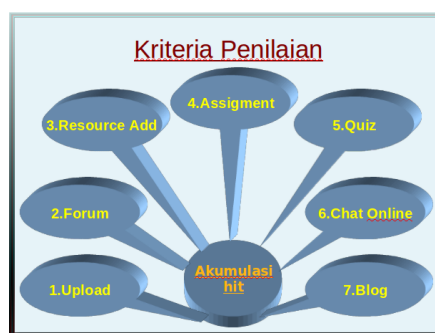 Kriteria Penilaian
4.Assigment
3.Resource Add
5.Quiz
2.Forum
6.Chat Online
Akumulasi
hit
1.Upload
7.Blog